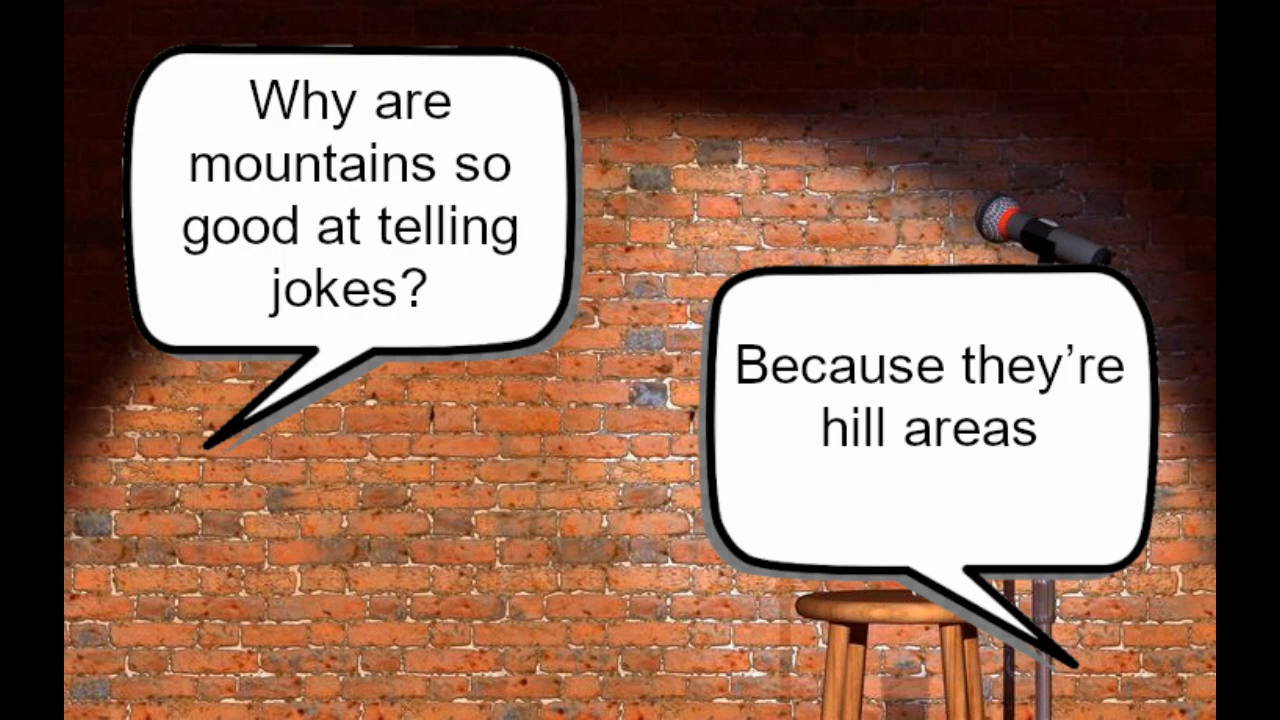 Why are
mountains so
good at telling
jokes?
Because they’re
hill areas